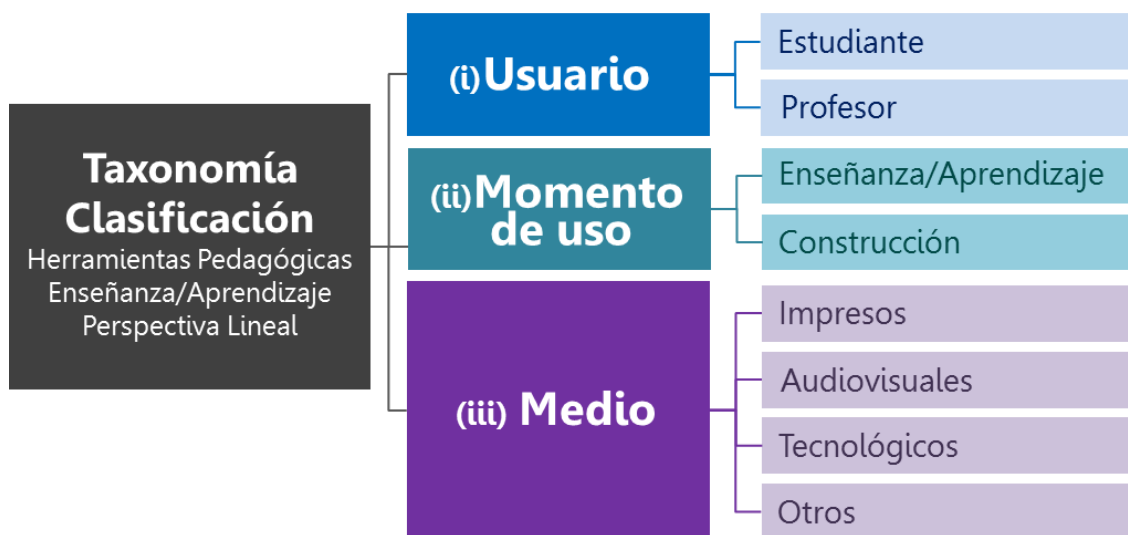 Taxonomía
Clasificación
Herramientas Pedagógicas
Enseñanza/Aprendizaje
Perspectiva Lineal
(i) Usuario
Estudiante
Profesor
(ii) Momento
de uso
Enseñanza/Aprendizaje
Construcción
(iii) Medio
Impresos
Audiovisuales
Tecnológicos
Otros